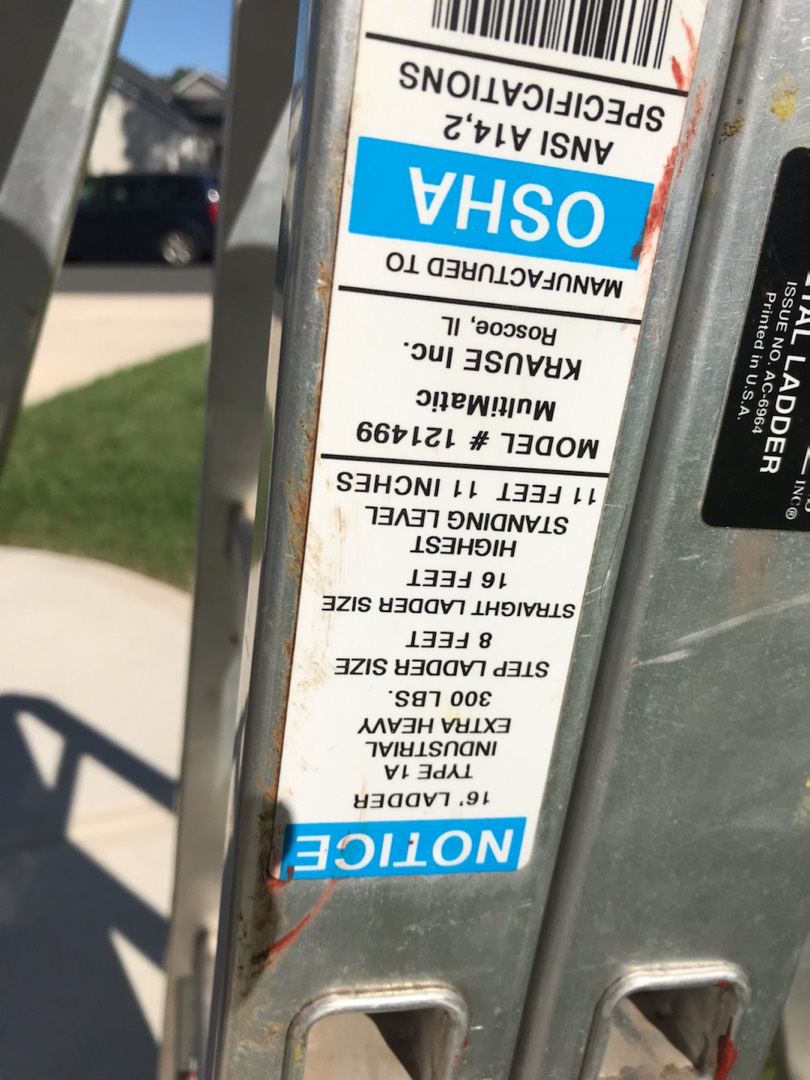 NOTICE
16' LADDER
TYPE 1A
INDUSTRIAL
EXTRA HEAVY
300 LBS.
STEP LADDER SIZE
8 FEET
STRAIGHT LADDER SIZE
16 FEET
HIGHEST
STANDING LEVEL
11 FEET 11 INCHES
MODEL # 121499
MultiMatic
KRAUSE Inc.
Roscoe, IL
MANUFACTURED TO
OSHA
ANSI A14,2
SPECIFICATIONS
INC®
LADDER
ISSUE NO. AC-6964
Printed in U.S.A.